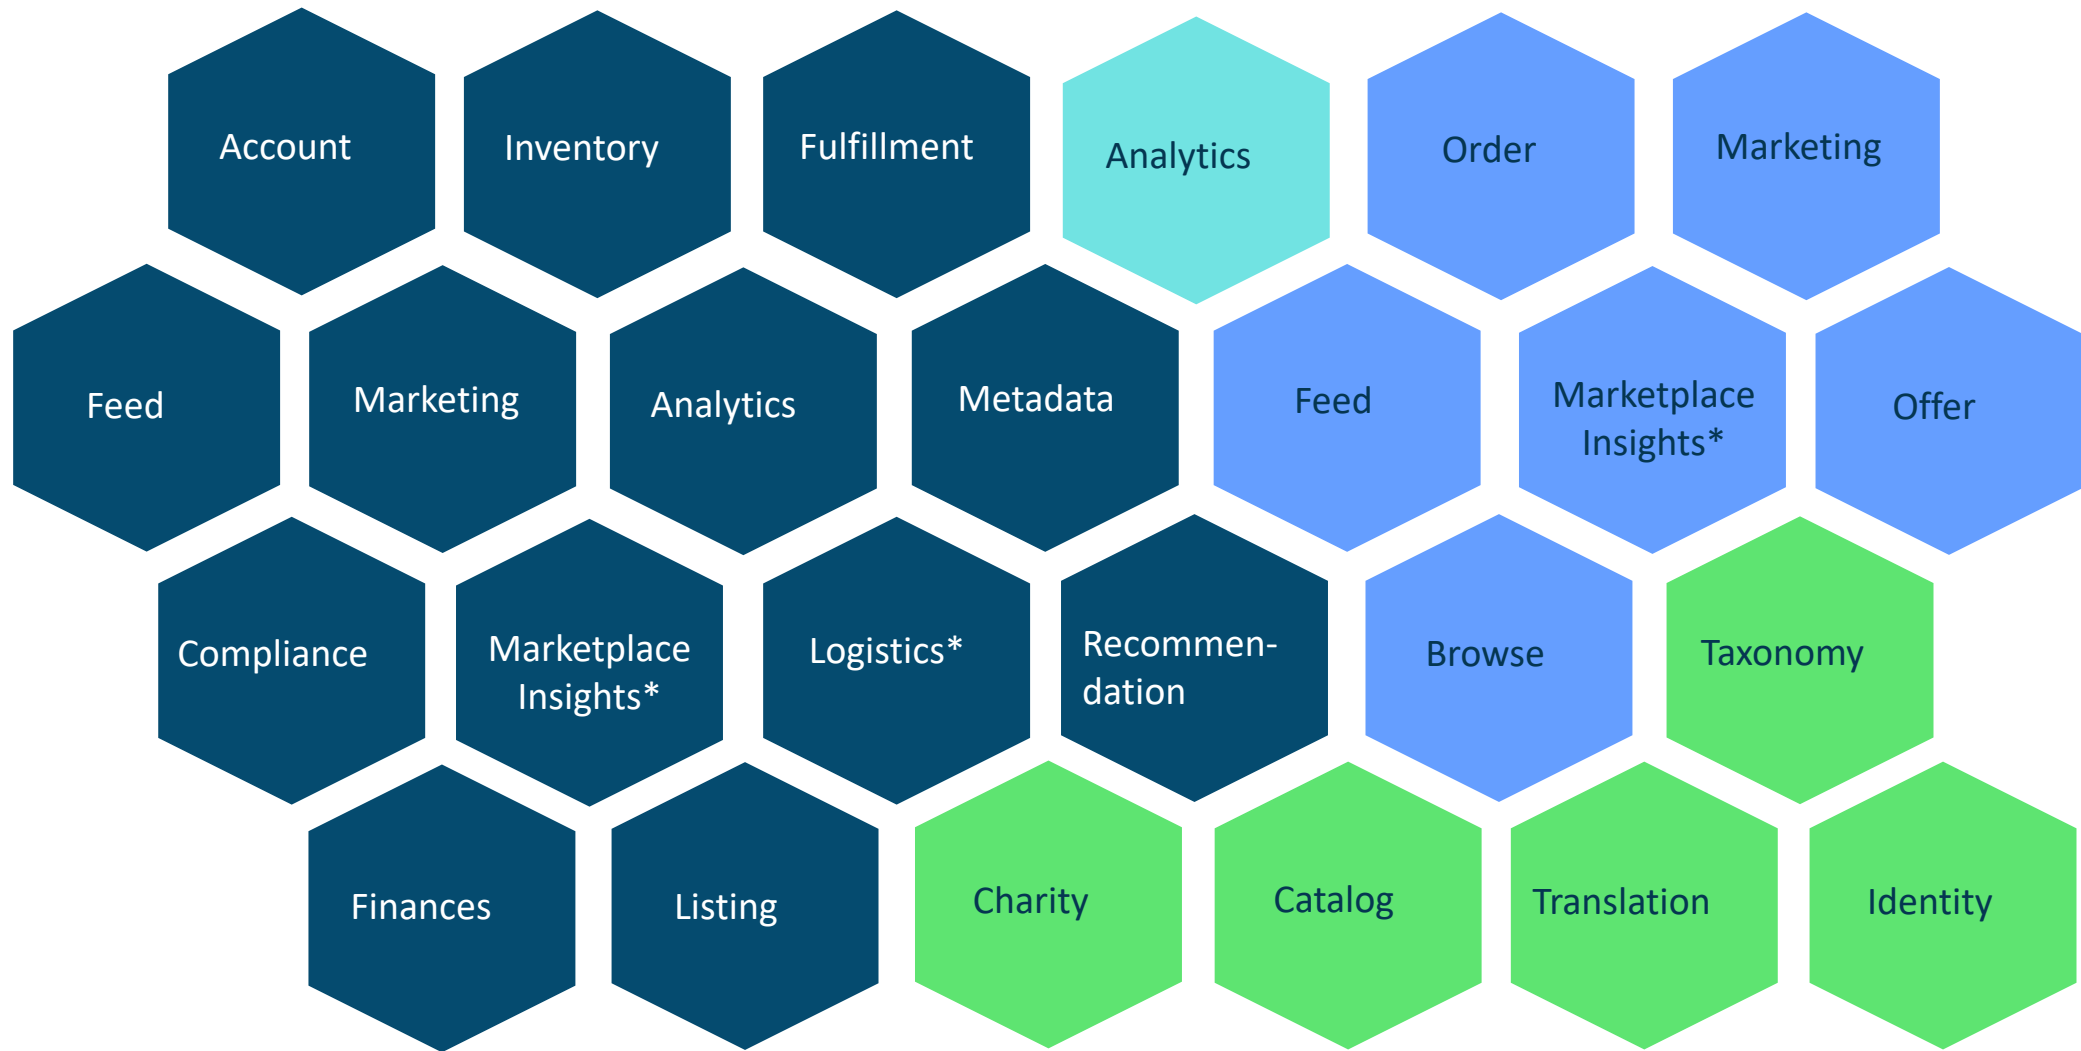 Account
Inventory
Fulfillment
Analytics
Order
Marketing
Feed
Marketing
Analytics
Metadata
Feed
Marketplace
Insights*
Offer
Compliance
Marketplace
Insights*
Logistics*
Recommen-
dation
Browse
Taxonomy
Finances
Listing
Charity
Catalog
Translation
Identity